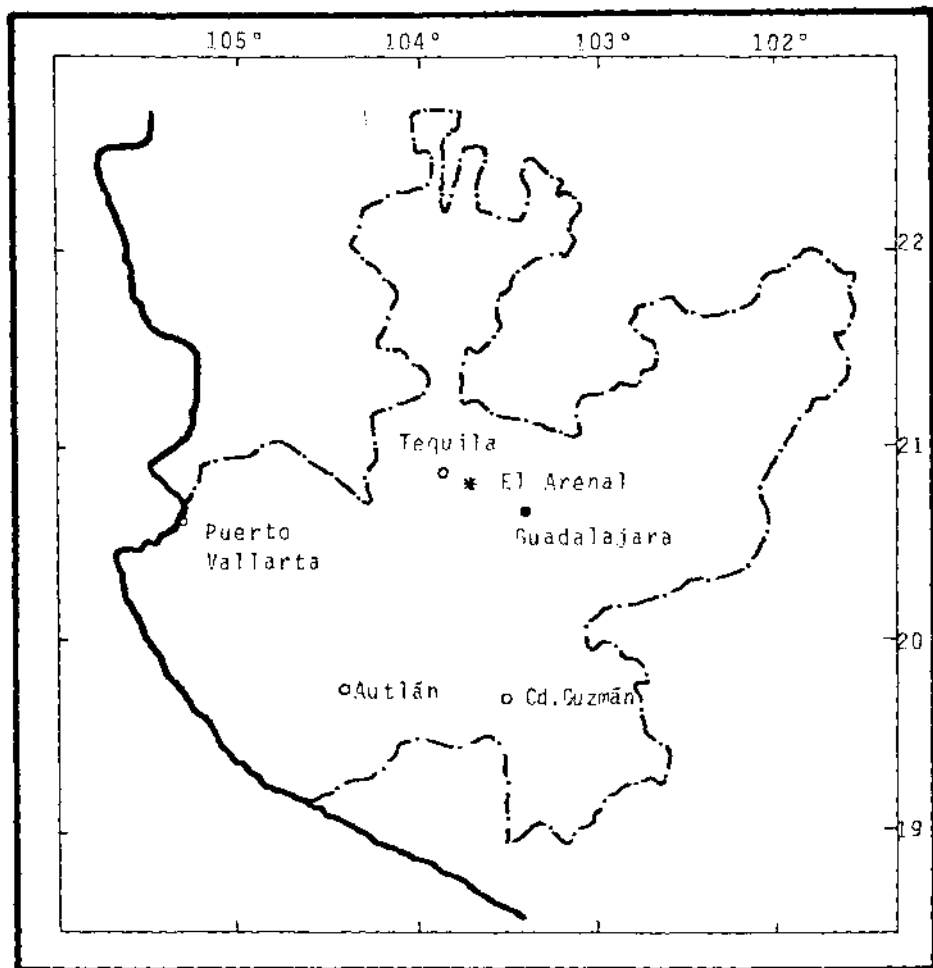 105° 104° 103° 102°
22
21
Tequila
El Arenal
Guadalajara
Puerto
Vallarta
20
Autlán
Cd.Guzmán
19